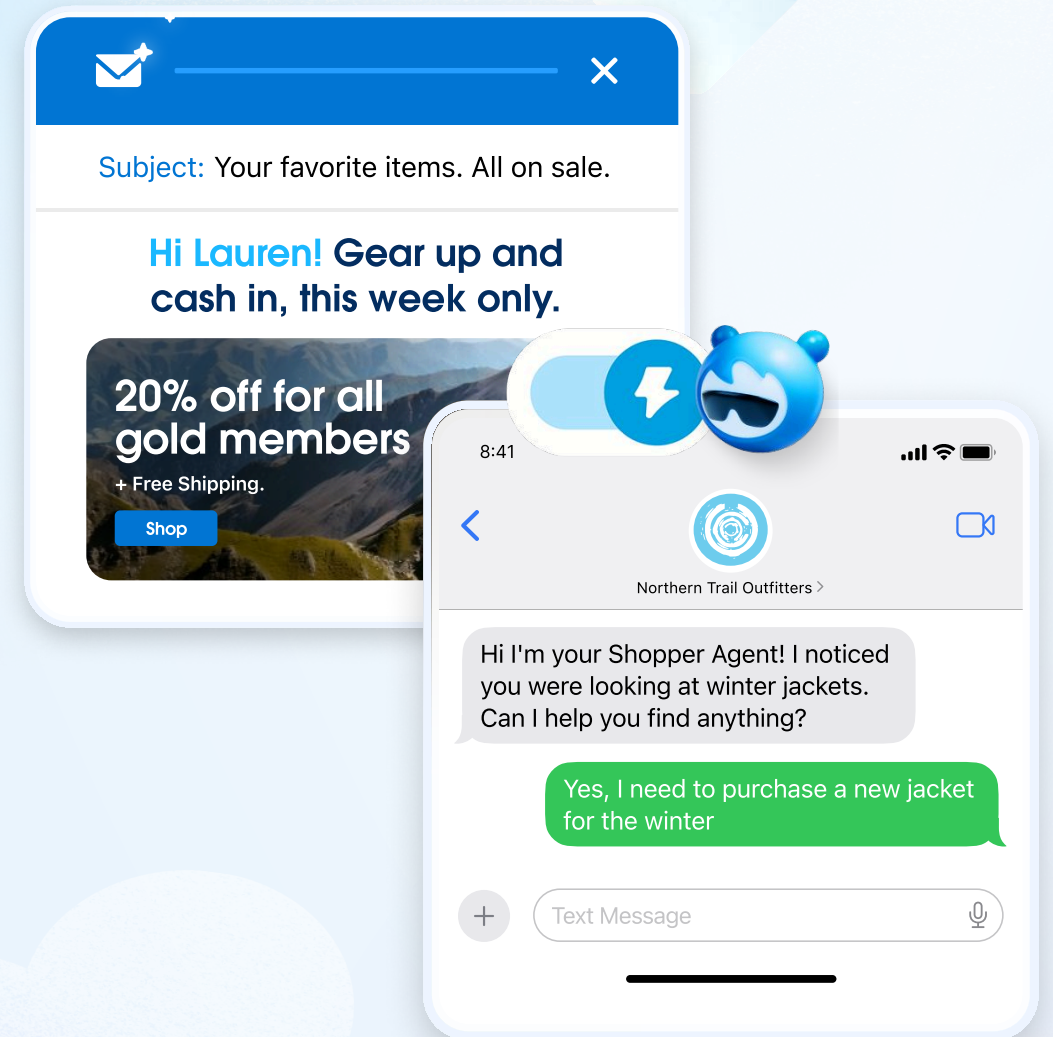 Subject: Your favorite items. All on sale.
Hi Lauren! Gear up and
cash in, this week only.
20% off for all
gold members
+ Free Shipping.
Shop
8:41
Northern Trail Outfitters
Hi I'm your Shopper Agent! I noticed
you were looking at winter jackets.
Can I help you find anything?
Yes, I need to purchase a new jacket
for the winter
Text Message